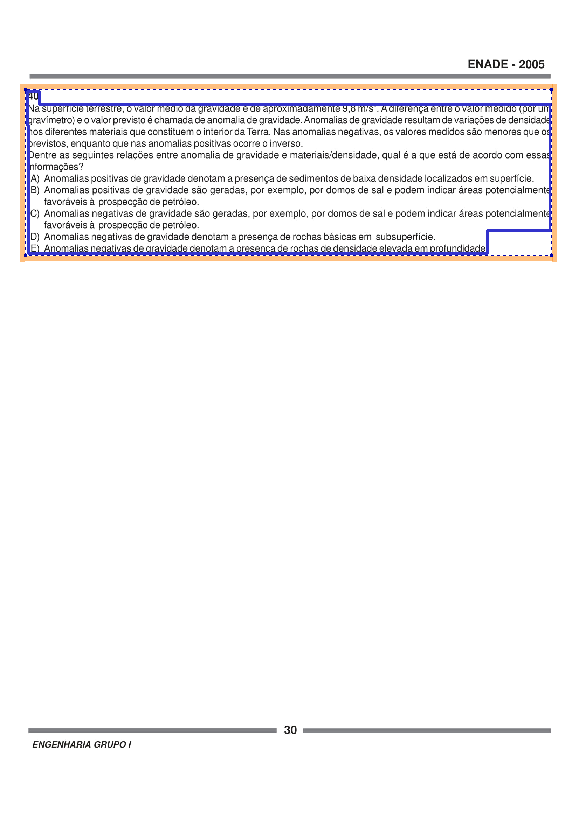 ENADE - 2005
40
Na superfície terrestre, o valor médio da gravidade é de aproximadamente 9,8 m/s . A diferença entre o valor medido (por um
gravímetro) e o valor previsto é chamada de anomalia de gravidade. Anomalias de gravidade resultam de variações de densidade
nos diferentes materiais que constituem o interior da Terra. Nas anomalias negativas, os valores medidos são menores que os
previstos, enquanto que nas anomalias positivas ocorre o inverso.
Dentre as seguintes relações entre anomalia de gravidade e materiais/densidade, qual é a que está de acordo com essas
informações?
A) Anomalias positivas de gravidade denotam a presença de sedimentos de baixa densidade localizados em superfície.
B) Anomalias positivas de gravidade são geradas, por exemplo, por domos de sal e podem indicar áreas potencialmente
favoráveis à prospecção de petróleo.
C) Anomalias negativas de gravidade são geradas, por exemplo, por domos de sal e podem indicar áreas potencialmente
favoráveis à prospecção de petróleo.
D) Anomalias negativas de gravidade denotam a presença de rochas básicas em subsuperfície.
E) Anomalias negativas de gravidade denotam a presença de rochas de densidade elevada em profundidade.
30
ENGENHARIA GRUPO I